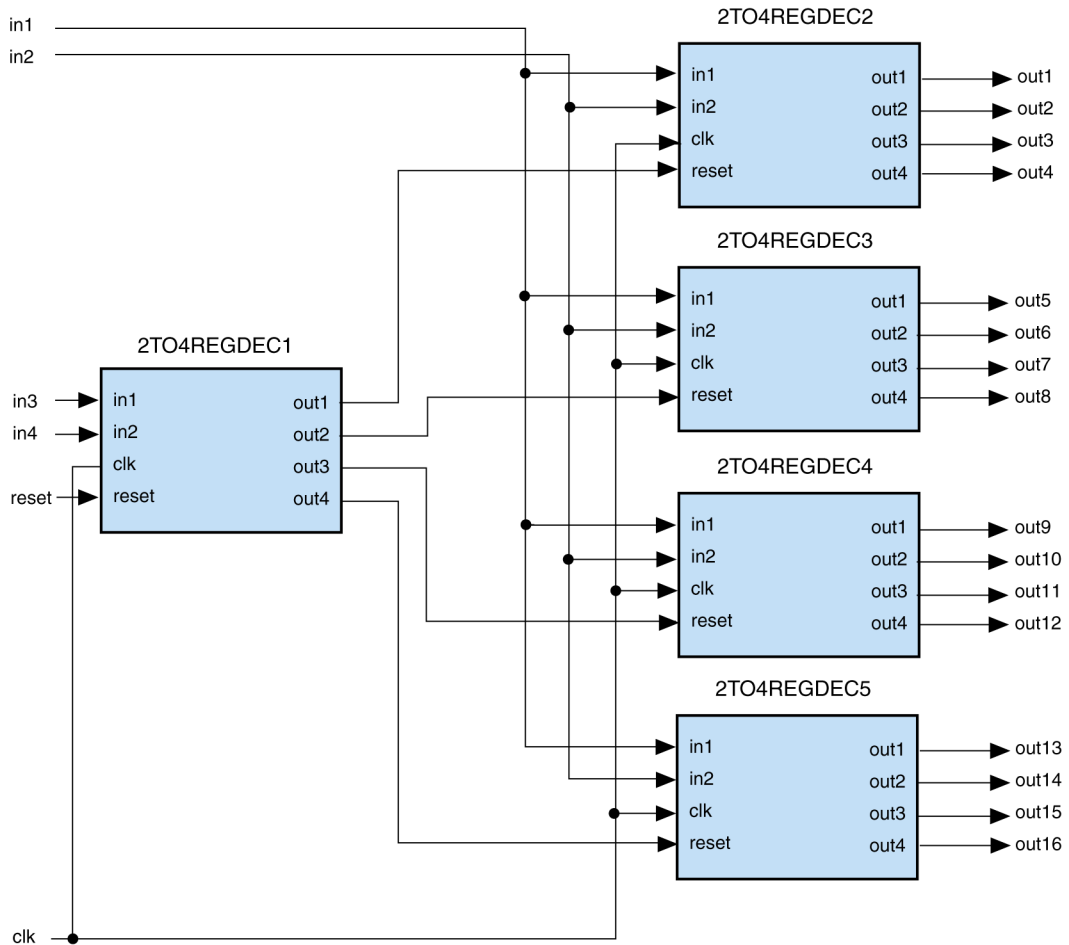 in1
in2
2TO4REGDEC2
in1
in2
clk
reset
out1
out2
out3
out4
out1
out2
out3
out4
2TO4REGDEC3
in1
in2
clk
reset
out1
out2
out3
out4
out5
out6
out7
out8
2TO4REGDEC1
in3
in4
reset
in1
in2
clk
reset
out1
out2
out3
out4
2TO4REGDEC4
in1
in2
clk
reset
out1
out2
out3
out4
out9
out10
out11
out12
2TO4REGDEC5
in1
in2
clk
reset
out1
out2
out3
out4
out13
out14
out15
out16
clk